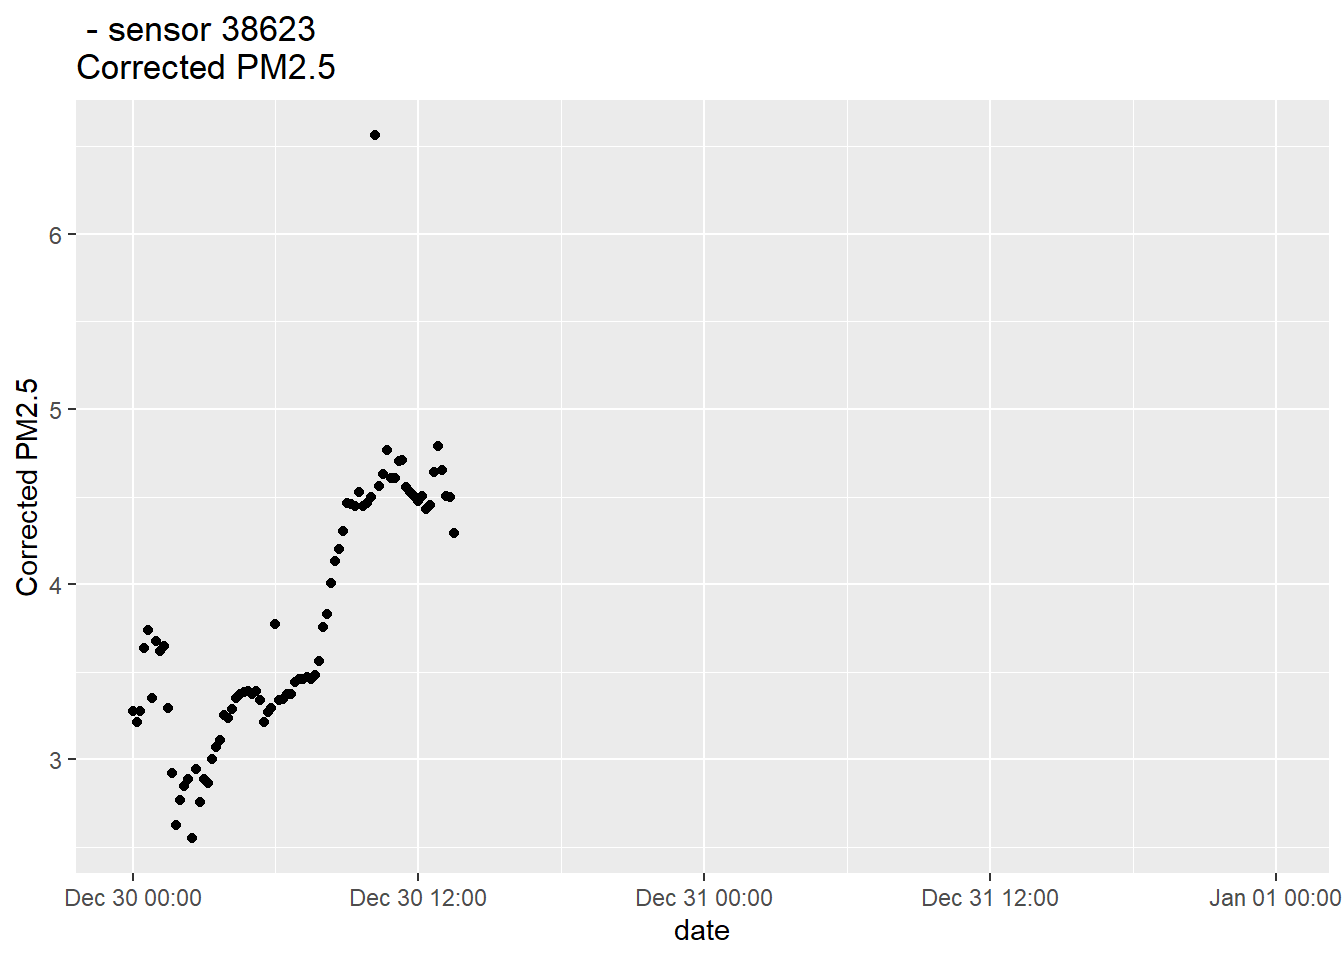 - sensor 38623
Corrected PM2.5
Corrected PM2.5
6
5
4
3
Dec 30 00:00 Dec 30 12:00 Dec 31 00:00 Dec 31 12:00 Jan 01 00:00
date